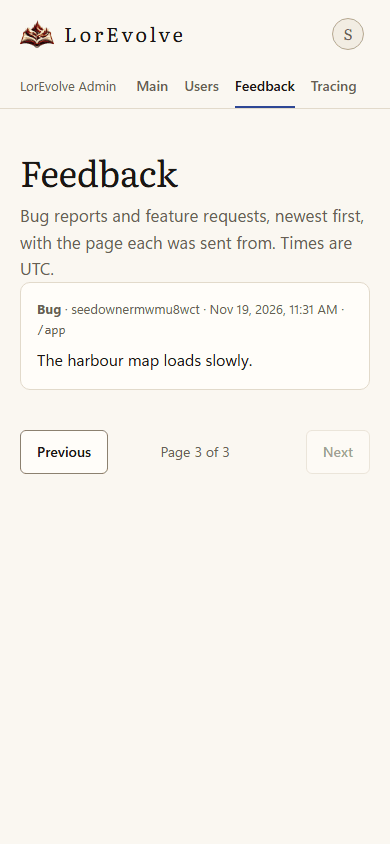 LorEvolve
S
LorEvolve Admin Main Users Feedback Tracing
Feedback
Bug reports and feature requests, newest first,
with the page each was sent from. Times are
UTC.
Bug · seedownermwmu8wct · Nov 19, 2026, 11:31 AM ·
/app
The harbour map loads slowly.
Previous Page 3 of 3 Next